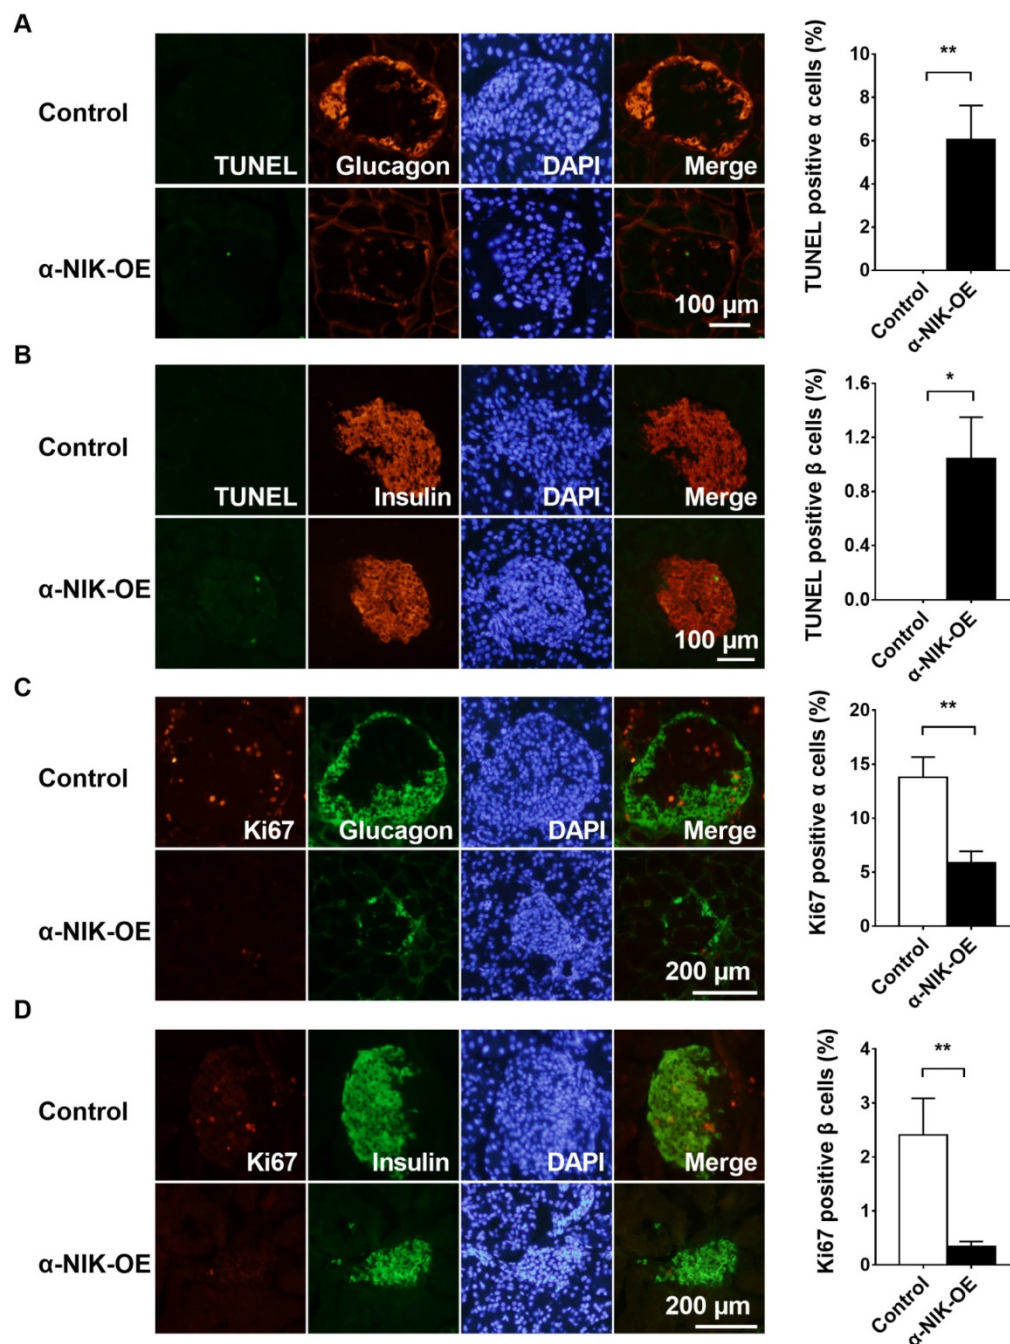 A
Control
TUNEL
Glucagon
DAPI
Merge
α-NIK-OE
100 µm
TUNEL positive α cells (%)
10
8
6
4
2
0
**
Control
α-NIK-OE
B
Control
TUNEL
Insulin
DAPI
Merge
α-NIK-OE
100 µm
TUNEL positive β cells (%)
1.6
1.2
0.8
0.4
0.0
*
Control
α-NIK-OE
C
Control
Ki67
Glucagon
DAPI
Merge
α-NIK-OE
200 µm
Ki67 positive α cells (%)
20
15
10
5
0
**
Control
α-NIK-OE
D
Control
Ki67
Insulin
DAPI
Merge
α-NIK-OE
200 µm
Ki67 positive β cells (%)
4
3
2
1
0
**
Control
α-NIK-OE